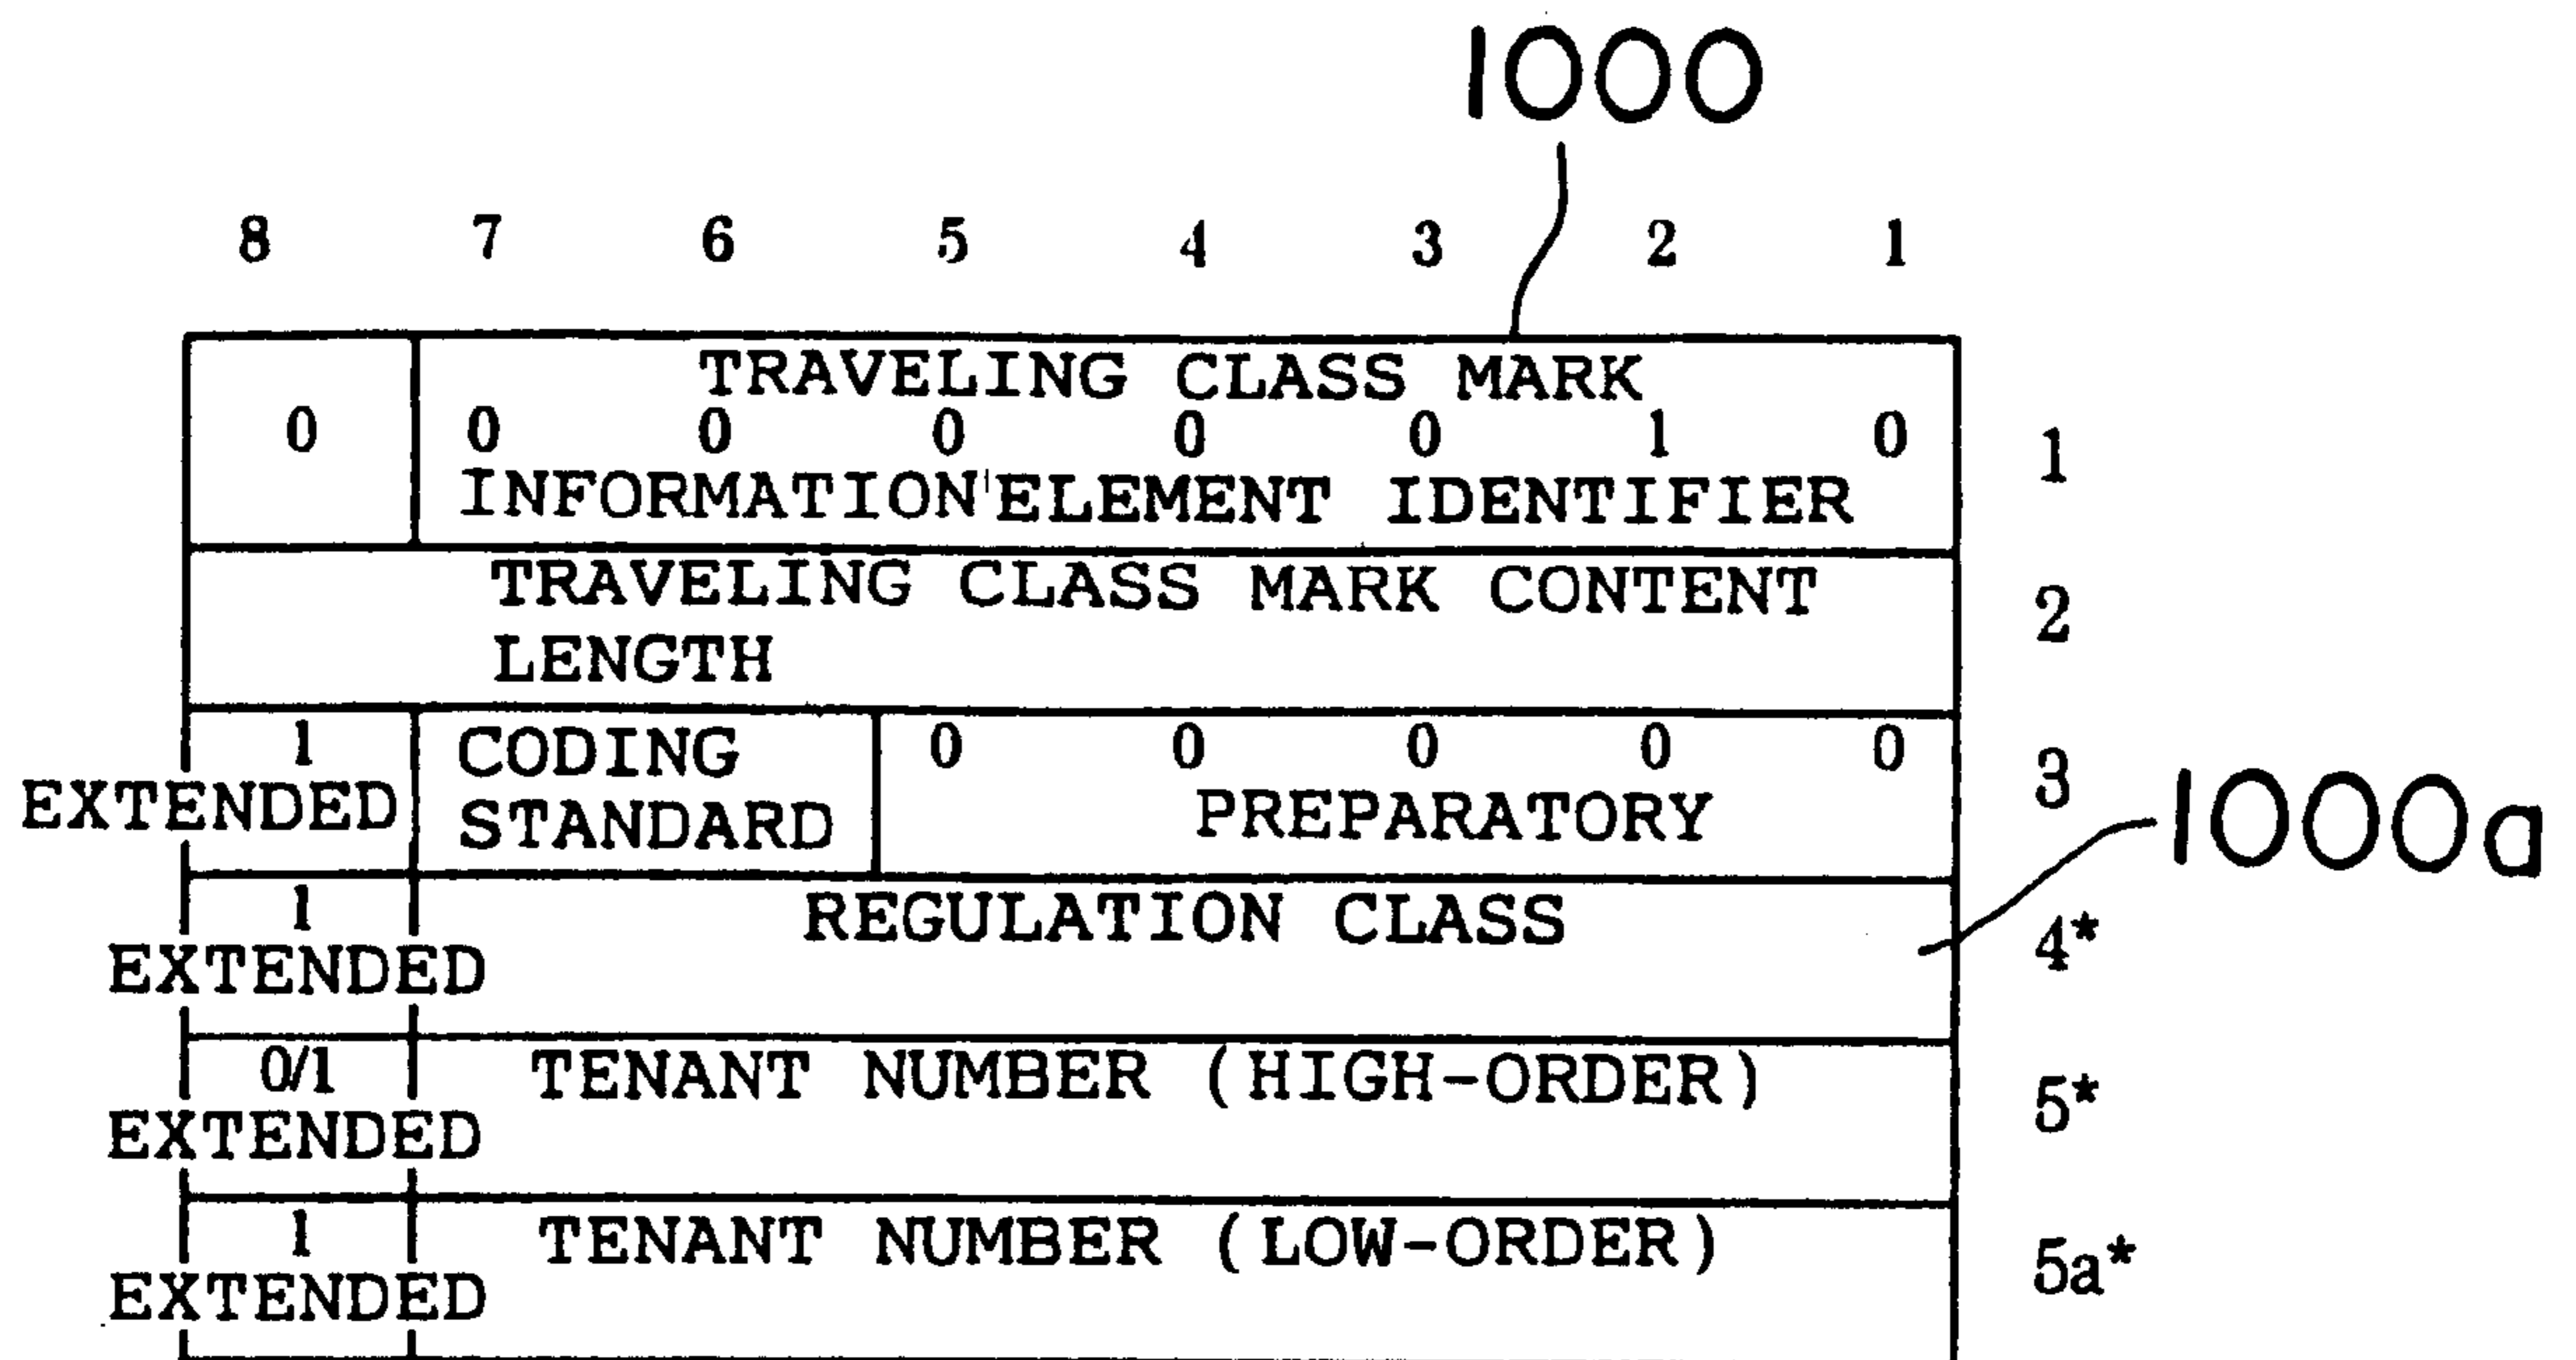 1000
8 7 6 5 4 3 2 1
TRAVELING CLASS MARK
0 0 0 0 0 0 1 0
INFORMATION ELEMENT IDENTIFIER
1
TRAVELING CLASS MARK CONTENT
LENGTH
2
1
EXTENDED
CODING
STANDARD
0 0 0 0 0
PREPARATORY
3
1000a
1
EXTENDED
REGULATION CLASS
4*
0/1
EXTENDED
TENANT NUMBER (HIGH-ORDER)
5*
1
EXTENDED
TENANT NUMBER (LOW-ORDER)
5a*